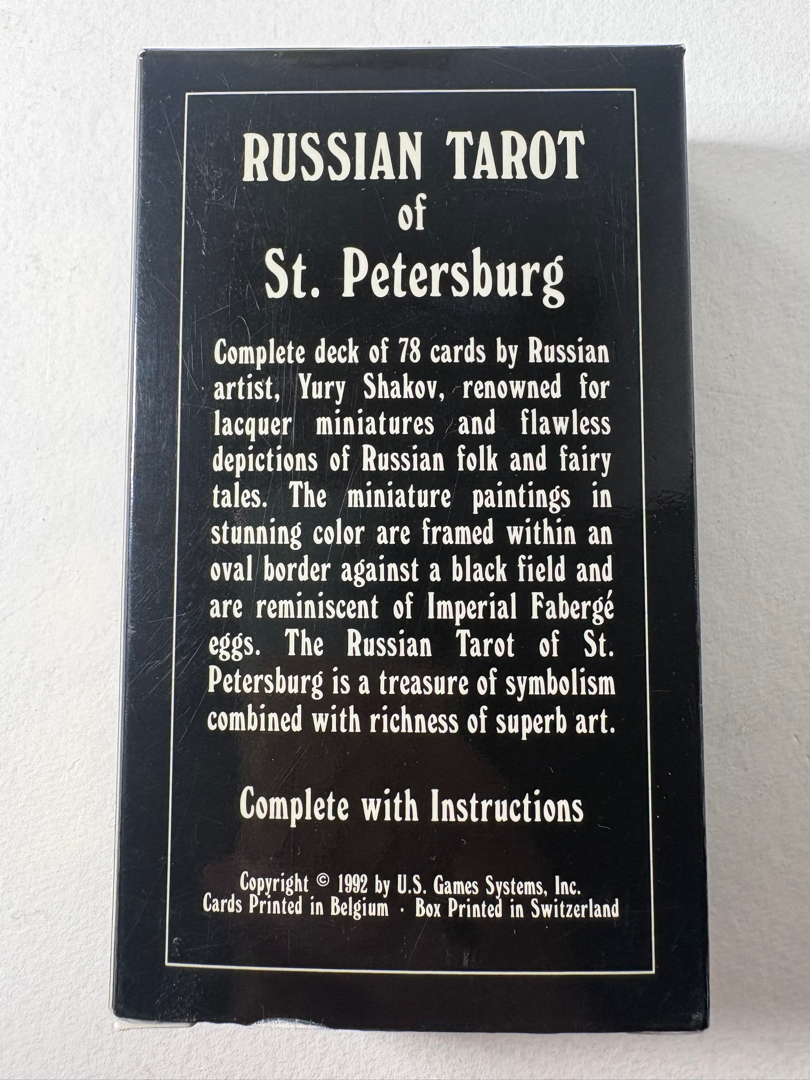 RUSSIAN TAROT
of
St. Petersburg
Complete deck of 78 cards by Russian
artist, Yury Shakov, renowned for
lacquer miniatures and flawless
depictions of Russian folk and fairy
tales. The miniature paintings in
stunning color are framed within an
oval border against a black field and
are reminiscent of Imperial Fabergé
eggs. The Russian Tarot of St.
Petersburg is a treasure of symbolism
combined with richness of superb art.
Complete with Instructions
Copyright © 1992 by U.S. Games Systems, Inc.
Cards Printed in Belgium · Box Printed in Switzerland